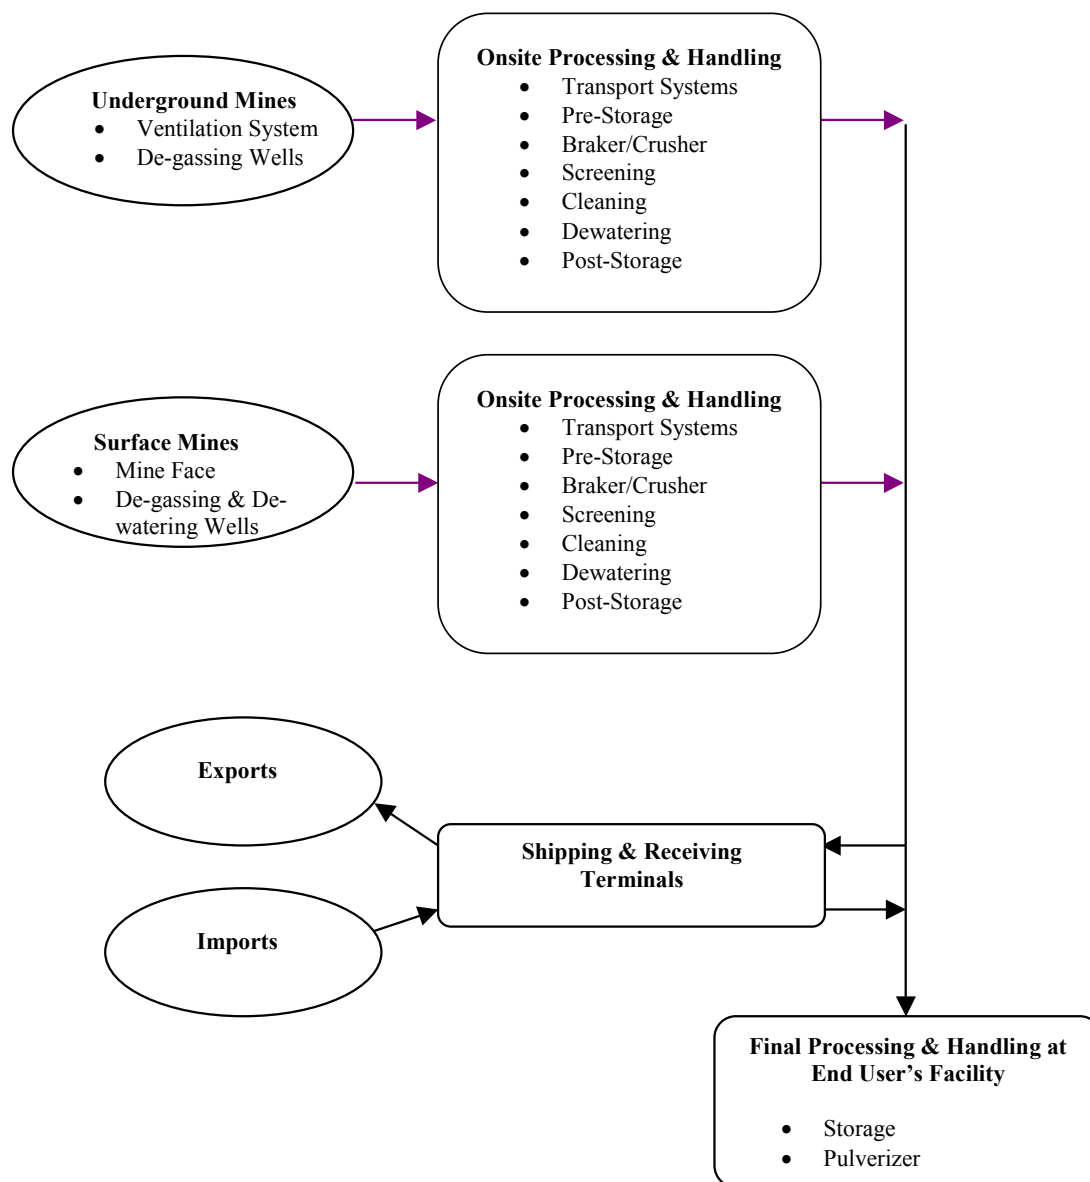 Underground Mines
• Ventilation System
• De-gassing Wells
Onsite Processing & Handling
• Transport Systems
• Pre-Storage
• Braker/Crusher
• Screening
• Cleaning
• Dewatering
• Post-Storage
Surface Mines
• Mine Face
• De-gassing & De-
watering Wells
Onsite Processing & Handling
• Transport Systems
• Pre-Storage
• Braker/Crusher
• Screening
• Cleaning
• Dewatering
• Post-Storage
Exports
Shipping & Receiving
Terminals
Imports
Final Processing & Handling at
End User’s Facility
• Storage
• Pulverizer